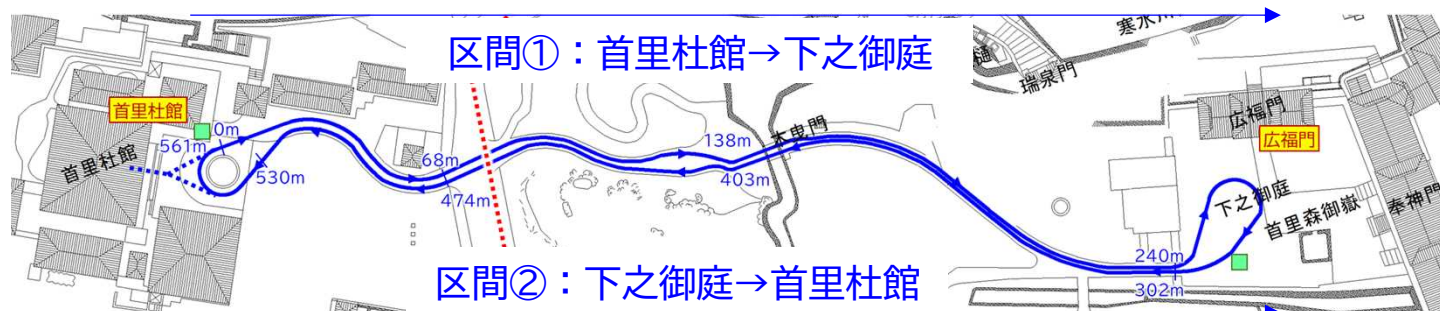 区間①：首里杜館→下之御庭
寒水川
樋
瑞泉門
首里杜館
0m
561m
首里杜館
530m
68m
474m
138m
403m
木曳門
広福門
広福門
下之御庭
首里森御嶽
奉神門
240m
302m
区間②：下之御庭→首里杜館